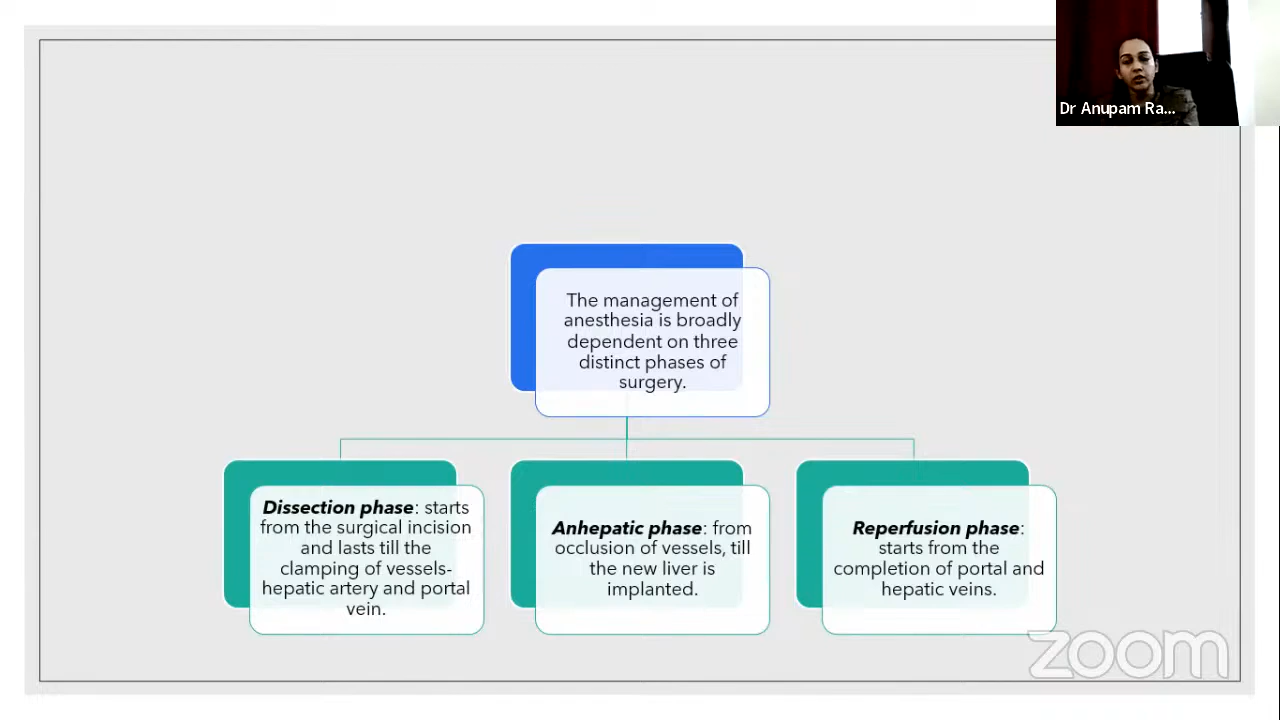 Dr Anupam Ra...
The management of
anesthesia is broadly
dependent on three
distinct phases of
surgery.
Dissection phase: starts
from the surgical incision
and lasts till the
clamping of vessels-
hepatic artery and portal
vein.
Anhepatic phase: from
occlusion of vessels, till
the new liver is
implanted.
Reperfusion phase:
starts from the
completion of portal and
hepatic veins.
zoom